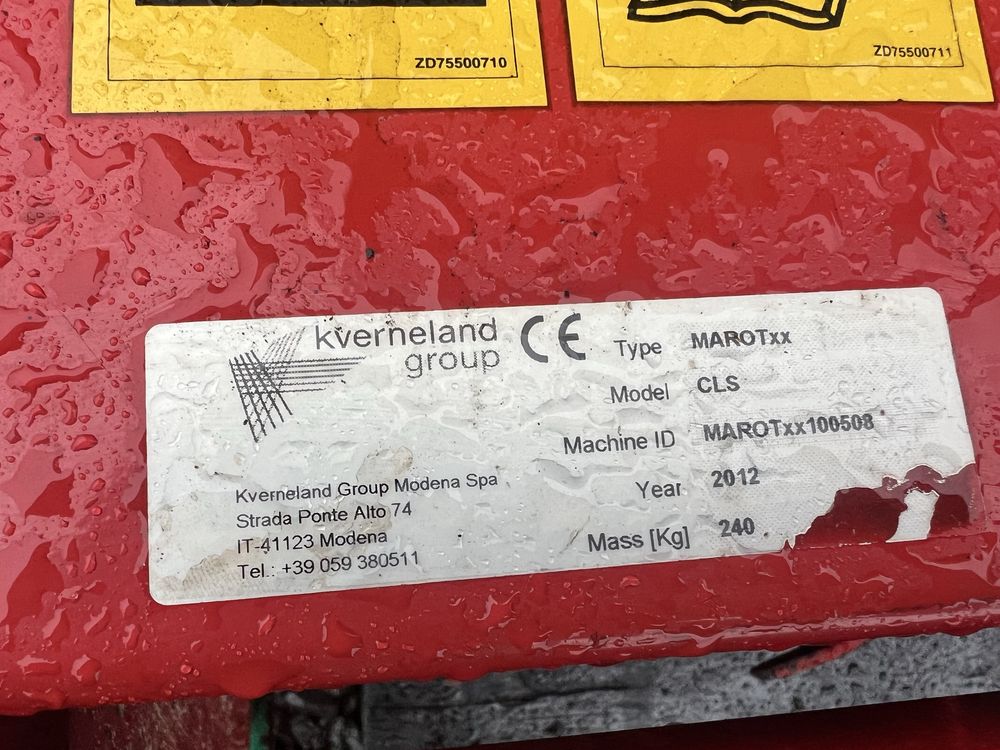 ZD75500710
ZD75500711
kverneland
group
CE
Type MAROTxx
Model CLS
Machine ID MAROTxx100508
Year 2012
Mass [Kg] 240
Kverneland Group Modena Spa
Strada Ponte Alto 74
IT-41123 Modena
Tel.: +39 059 380511